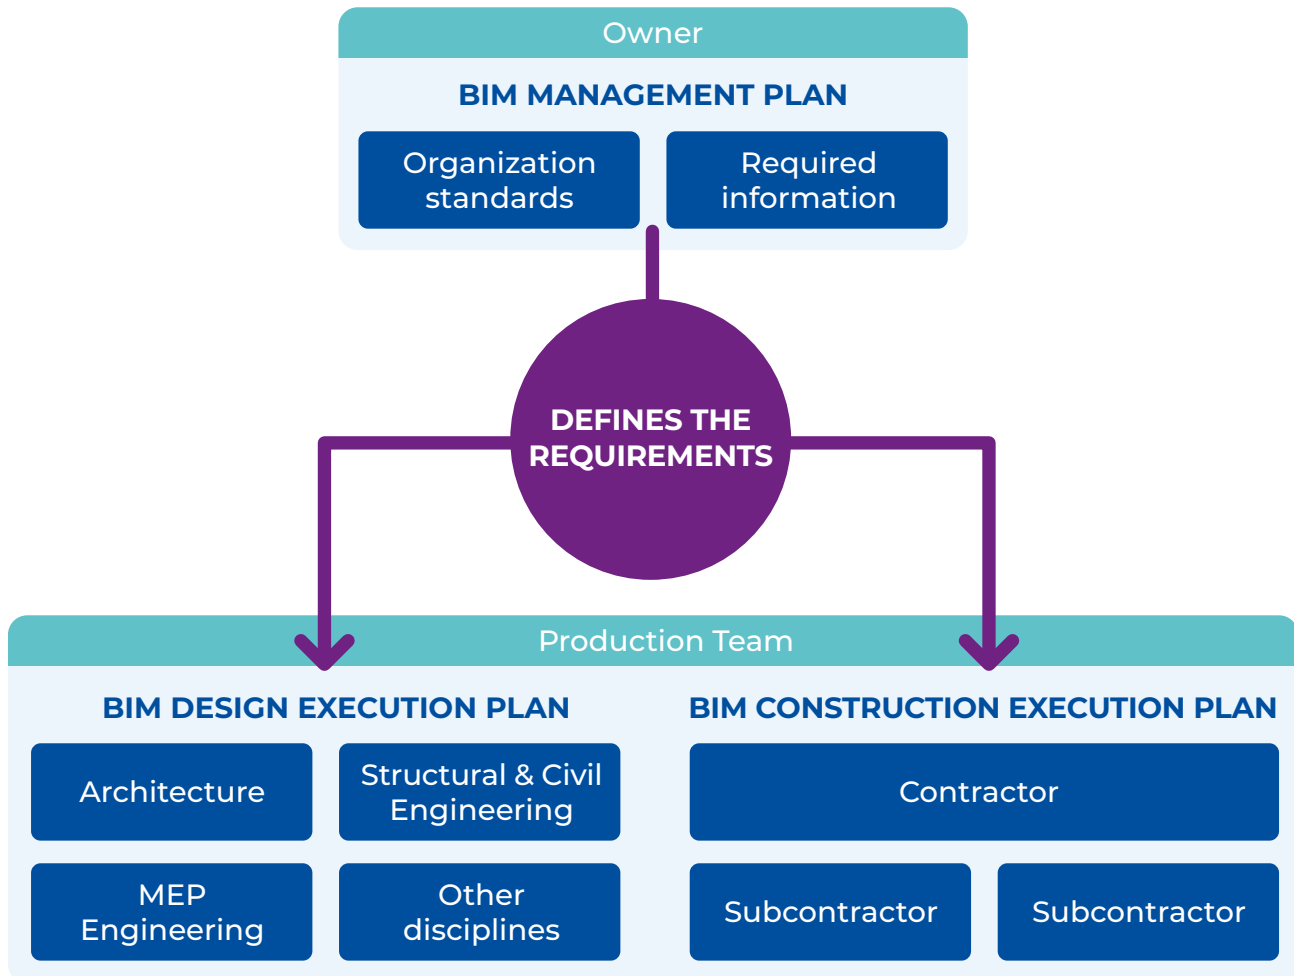 Owner
BIM MANAGEMENT PLAN
Organization
standards
Required
information
DEFINES THE
REQUIREMENTS
Production Team
BIM DESIGN EXECUTION PLAN
Architecture
Structural & Civil
Engineering
MEP
Engineering
Other
disciplines
BIM CONSTRUCTION EXECUTION PLAN
Contractor
Subcontractor
Subcontractor